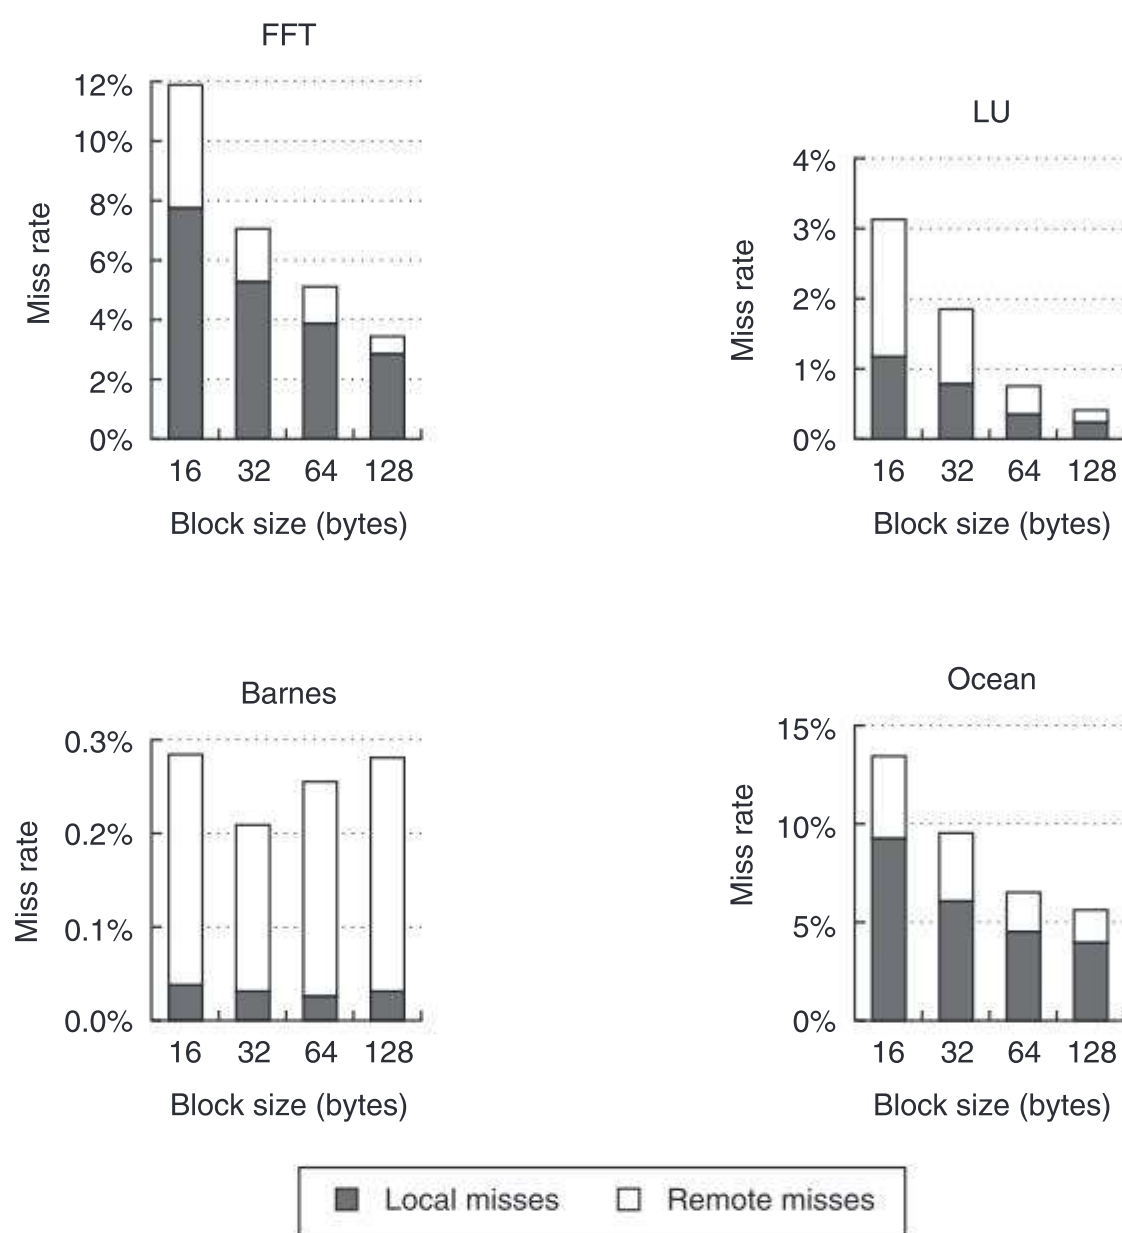 FFT
12%
10%
8%
6%
4%
2%
0%
Miss rate
16 32 64 128
Block size (bytes)
LU
4%
3%
2%
1%
0%
Miss rate
16 32 64 128
Block size (bytes)
Barnes
0.3%
0.2%
0.1%
0.0%
Miss rate
16 32 64 128
Block size (bytes)
Ocean
15%
10%
5%
0%
Miss rate
16 32 64 128
Block size (bytes)
Local misses Remote misses